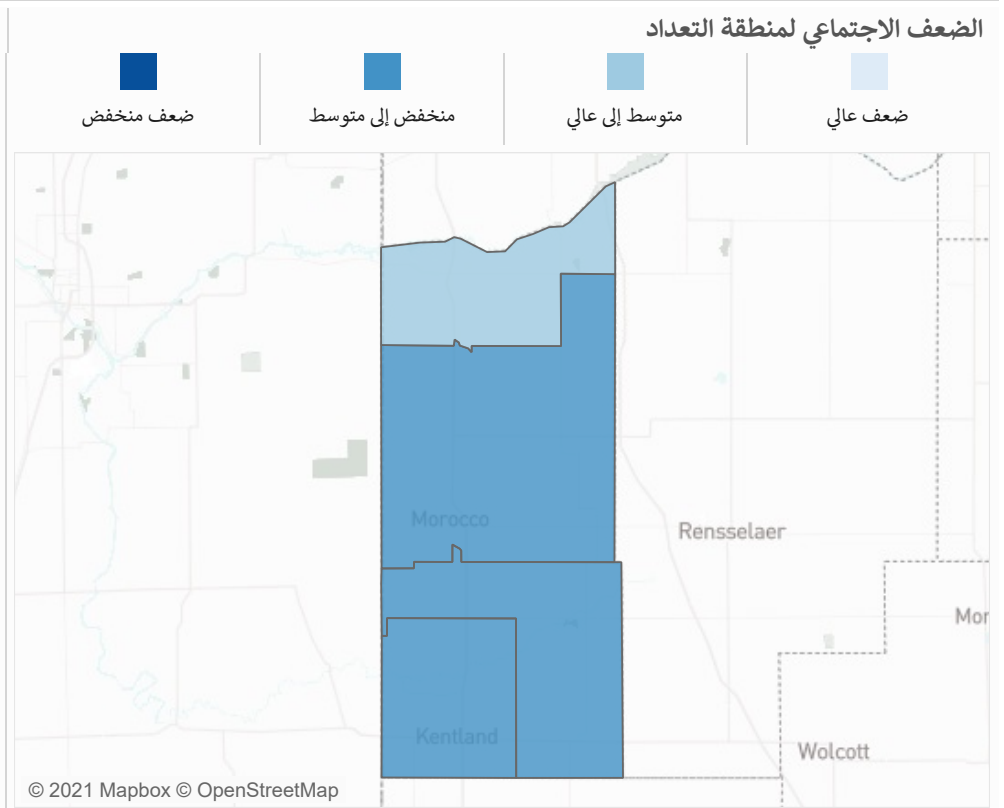 الضعف الاجتماعي لمنطقة التعداد
ضعف عالي
متوسط إلى عالي
منخفض إلى متوسط
ضعف منخفض
Morocco
Rensselaer
Mor
Kentland
Wolcott
© 2021 Mapbox © OpenStreetMap